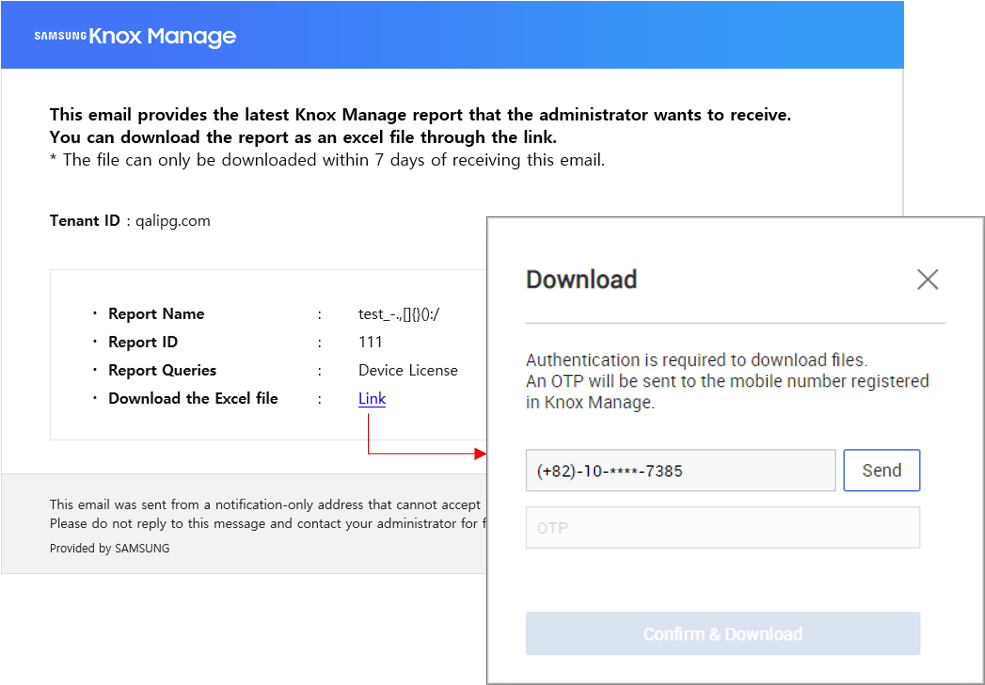 SAMSUNG Knox Manage
This email provides the latest Knox Manage report that the administrator wants to receive.
You can download the report as an excel file through the link.
* The file can only be downloaded within 7 days of receiving this email.
Tenant ID : qalipg.com
· Report Name : test_-.,[]{}():/
· Report ID : 111
· Report Queries : Device License
· Download the Excel file : Link
This email was sent from a notification-only address that cannot accept
Please do not reply to this message and contact your administrator for
Provided by SAMSUNG
Download
Authentication is required to download files.
An OTP will be sent to the mobile number registered
in Knox Manage.
(+82)-10-****-7385 Send
OTP
Confirm & Download